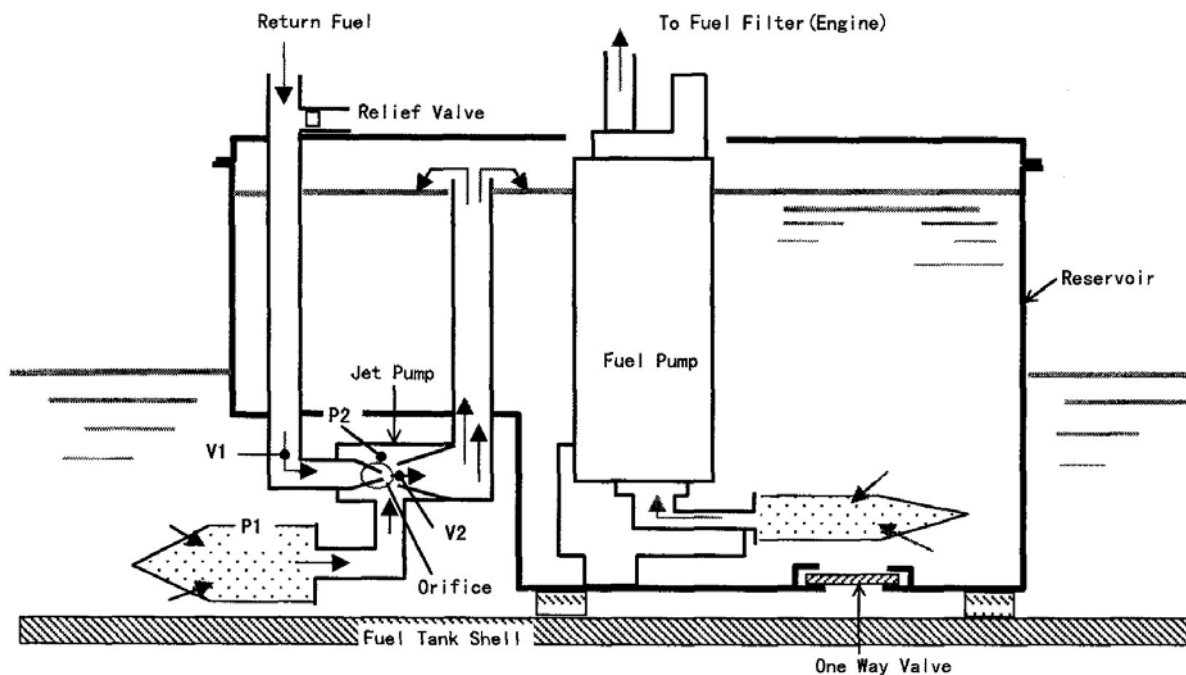 Return Fuel
To Fuel Filter(Engine)
Relief Valve
Reservoir
Fuel Pump
Jet Pump
P2
V1
P1
V2
Orifice
Fuel Tank Shell
One Way Valve